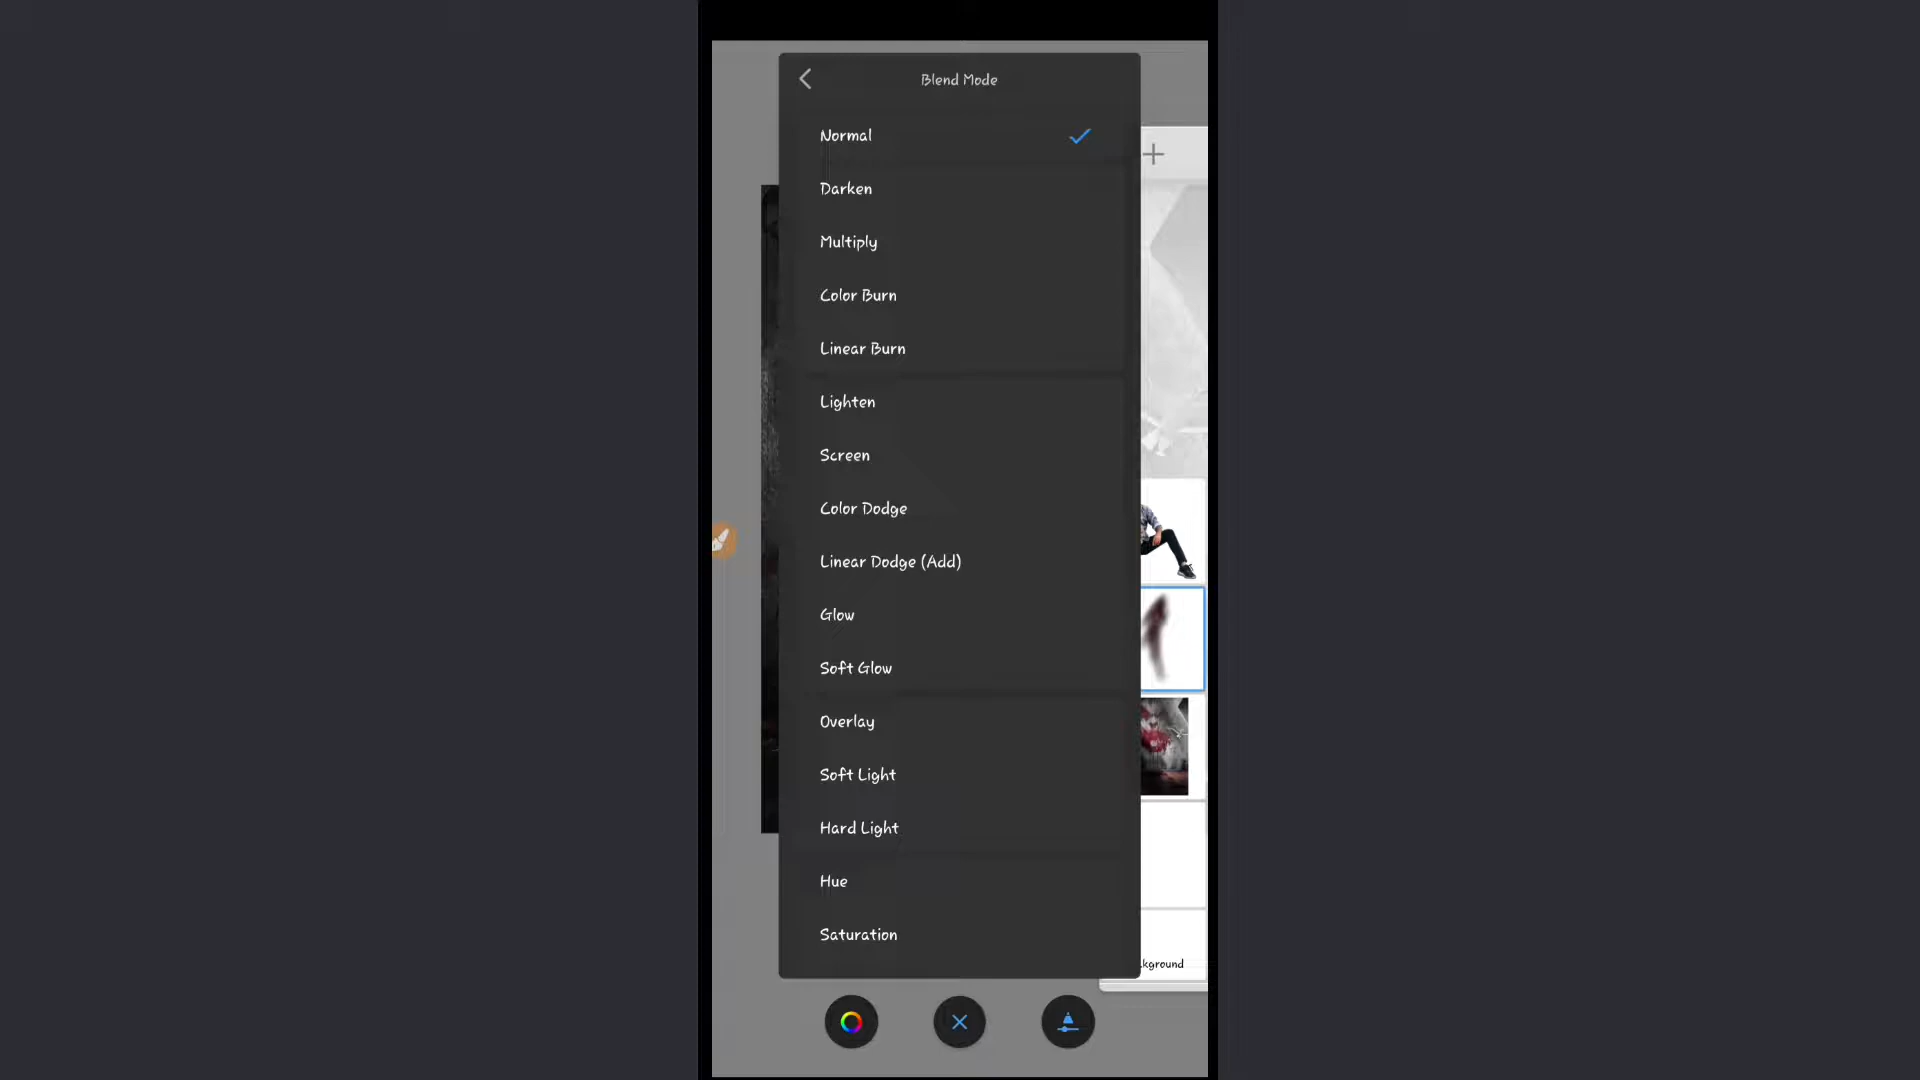 Blend Mode
Normal
Darken
Multiply
Color Burn
Linear Burn
Lighten
Screen
Color Dodge
Linear Dodge (Add)
Glow
Soft Glow
Overlay
Soft Light
Hard Light
Hue
Saturation
kground